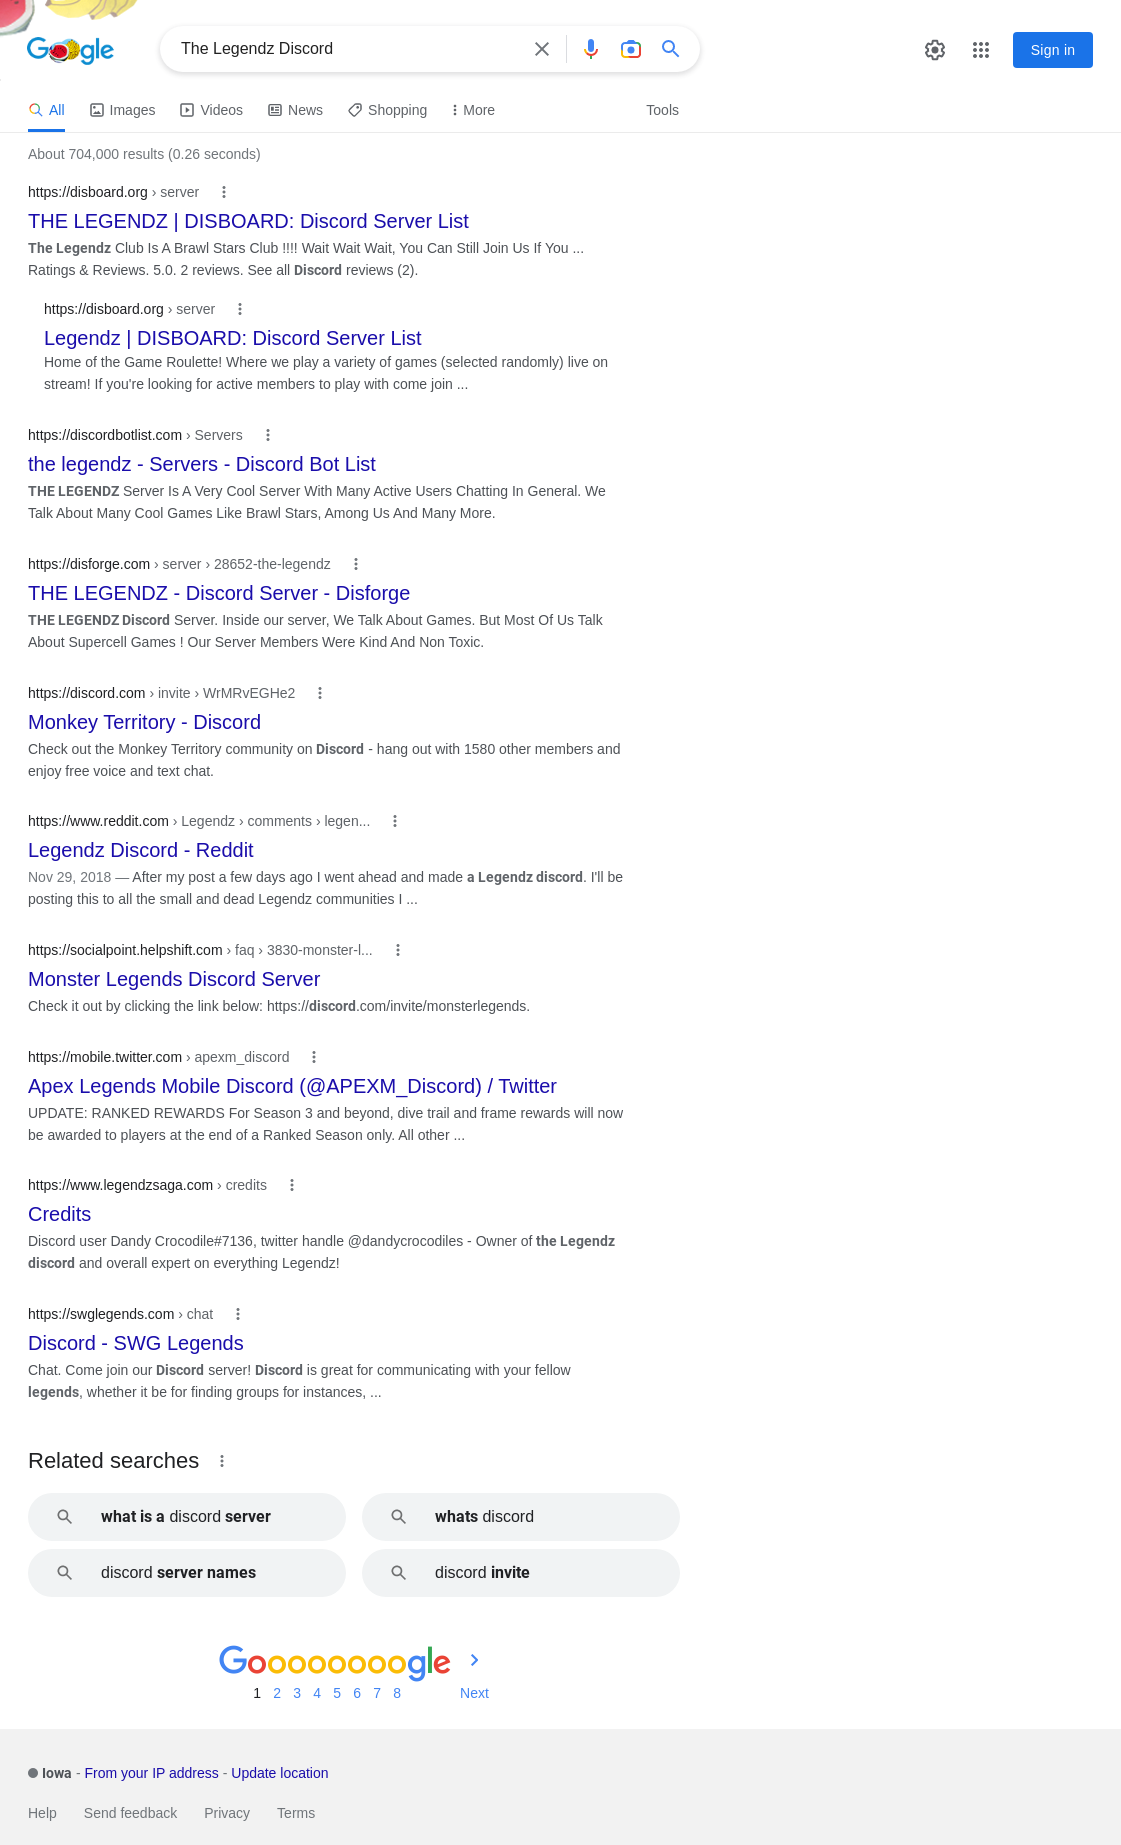 Google
The Legendz Discord
Sign in
All Images Videos News Shopping More Tools
About 704,000 results (0.26 seconds)
https://disboard.org › server
THE LEGENDZ | DISBOARD: Discord Server List
The Legendz Club Is A Brawl Stars Club !!!! Wait Wait Wait, You Can Still Join Us If You ...
Ratings & Reviews. 5.0. 2 reviews. See all Discord reviews (2).
https://disboard.org › server
Legendz | DISBOARD: Discord Server List
Home of the Game Roulette! Where we play a variety of games (selected randomly) live on
stream! If you're looking for active members to play with come join ...
https://discordbotlist.com › Servers
the legendz - Servers - Discord Bot List
THE LEGENDZ Server Is A Very Cool Server With Many Active Users Chatting In General. We
Talk About Many Cool Games Like Brawl Stars, Among Us And Many More.
https://disforge.com › server › 28652-the-legendz
THE LEGENDZ - Discord Server - Disforge
THE LEGENDZ Discord Server. Inside our server, We Talk About Games. But Most Of Us Talk
About Supercell Games ! Our Server Members Were Kind And Non Toxic.
https://discord.com › invite › WrMRvEGHe2
Monkey Territory - Discord
Check out the Monkey Territory community on Discord - hang out with 1580 other members and
enjoy free voice and text chat.
https://www.reddit.com › Legendz › comments › legen...
Legendz Discord - Reddit
Nov 29, 2018 — After my post a few days ago I went ahead and made a Legendz discord. I'll be
posting this to all the small and dead Legendz communities I ...
https://socialpoint.helpshift.com › faq › 3830-monster-l...
Monster Legends Discord Server
Check it out by clicking the link below: https://discord.com/invite/monsterlegends.
https://mobile.twitter.com › apexm_discord
Apex Legends Mobile Discord (@APEXM_Discord) / Twitter
UPDATE: RANKED REWARDS For Season 3 and beyond, dive trail and frame rewards will now
be awarded to players at the end of a Ranked Season only. All other ...
https://www.legendzsaga.com › credits
Credits
Discord user Dandy Crocodile#7136, twitter handle @dandycrocodiles - Owner of the Legendz
discord and overall expert on everything Legendz!
https://swglegends.com › chat
Discord - SWG Legends
Chat. Come join our Discord server! Discord is great for communicating with your fellow
legends, whether it be for finding groups for instances, ...
Related searches
what is a discord server
whats discord
discord server names
discord invite
Goooooooogle
1 2 3 4 5 6 7 8 Next
Iowa - From your IP address - Update location
Help Send feedback Privacy Terms